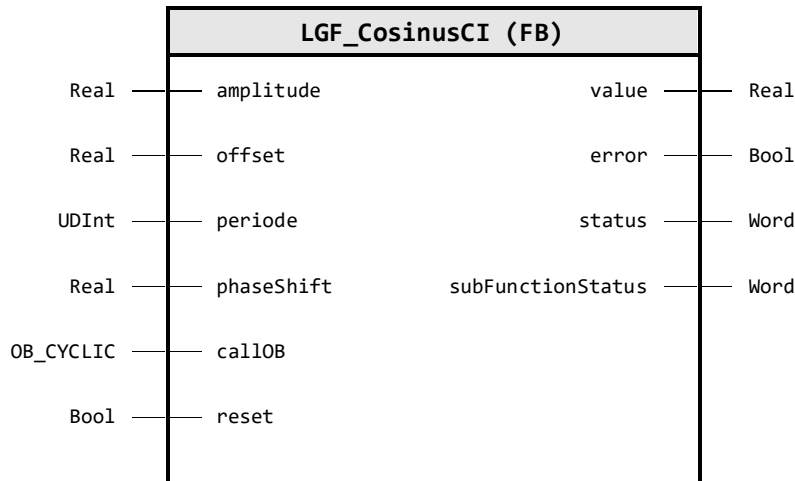 LGF_CosinusCI (FB)
Real amplitude value Real
Real offset error Bool
UDInt periode status Word
Real phaseShift subFunctionStatus Word
OB_CYCLIC callOB
Bool reset